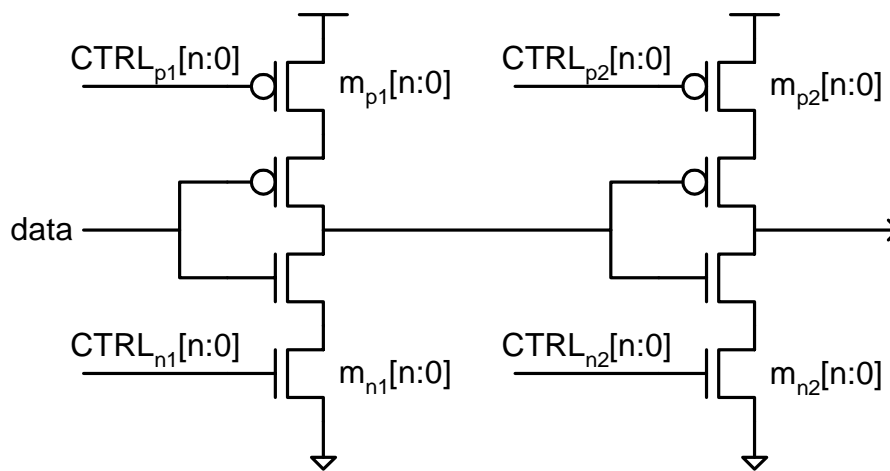 CTRLp1[n:0]
mp1[n:0]
CTRLp2[n:0]
mp2[n:0]
data
CTRLn1[n:0]
mn1[n:0]
CTRLn2[n:0]
mn2[n:0]